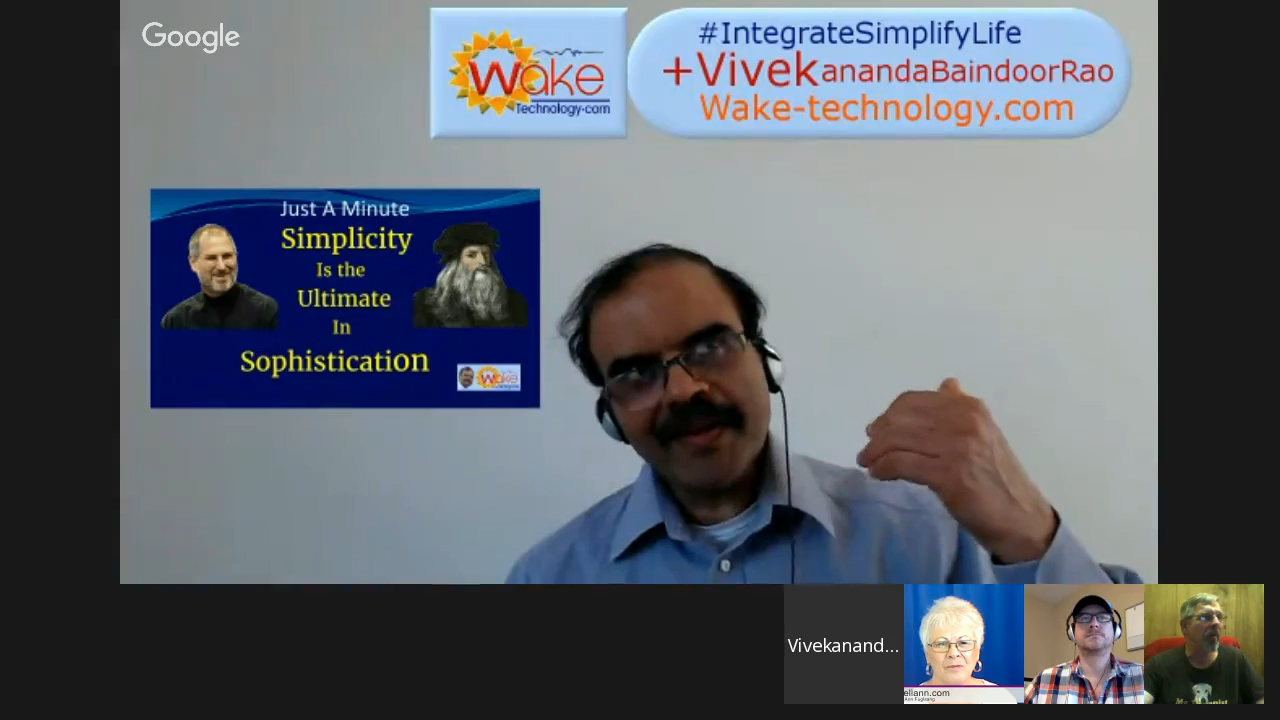 Google
Wake
Technology.com
#IntegrateSimplifyLife
+VivekanandaBaindoorRao
Wake-technology.com
Just A Minute
Simplicity
Is the
Ultimate
In
Sophistication
Wake
Vivekanand...
ellann.com